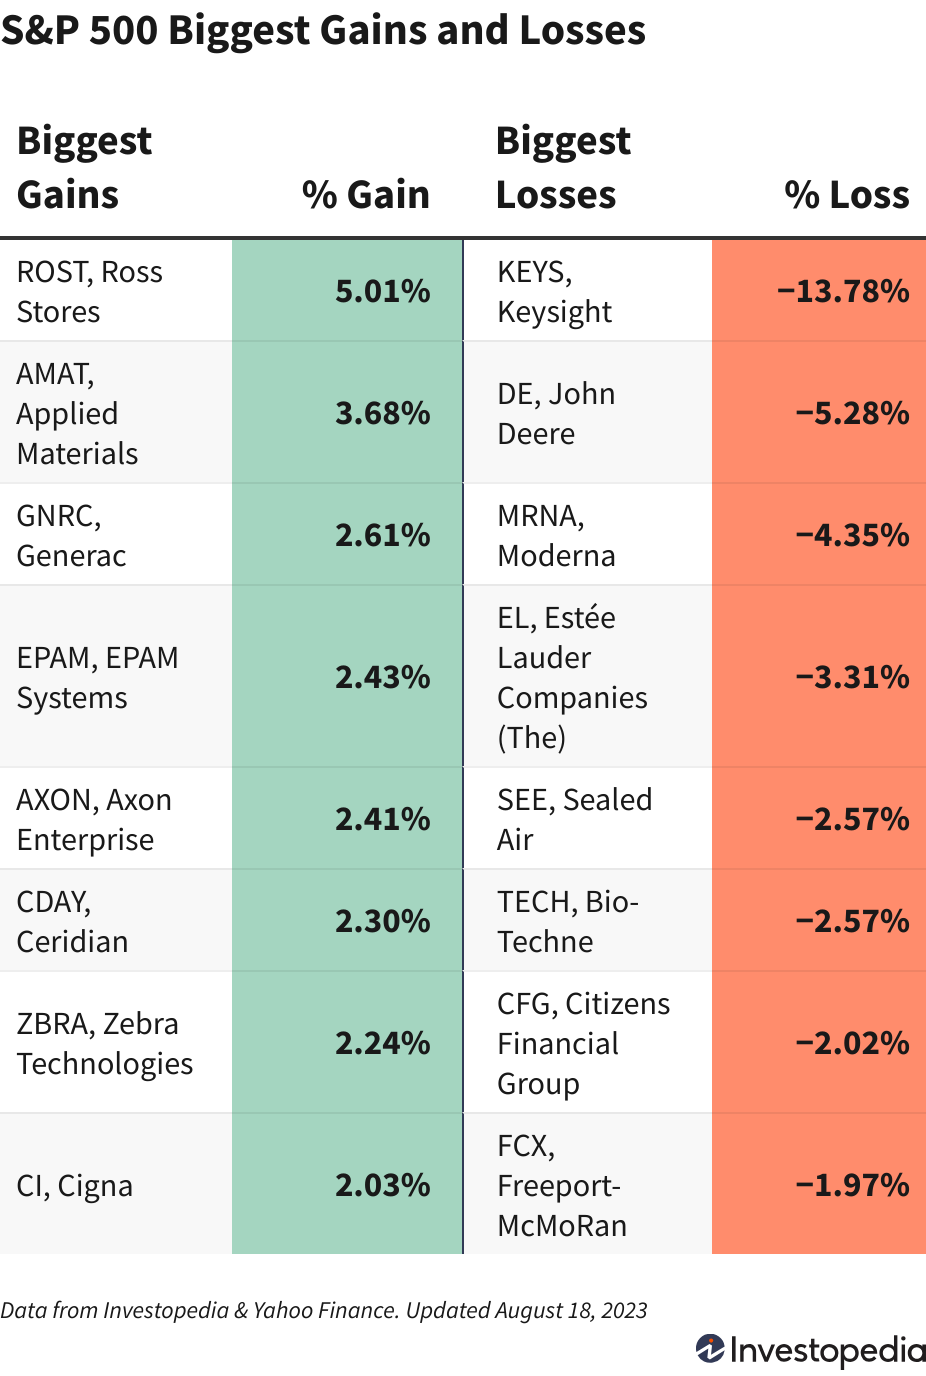 S&P 500 Biggest Gains and Losses
Biggest
Gains
% Gain
Biggest
Losses
% Loss
ROST, Ross
Stores
5.01%
KEYS,
Keysight
−13.78%
AMAT,
Applied
Materials
3.68%
DE, John
Deere
−5.28%
GNRC,
Generac
2.61%
MRNA,
Moderna
−4.35%
EPAM, EPAM
Systems
2.43%
EL, Estée
Lauder
Companies
(The)
−3.31%
AXON, Axon
Enterprise
2.41%
SEE, Sealed
Air
−2.57%
CDAY,
Ceridian
2.30%
TECH, Bio-
Techne
−2.57%
ZBRA, Zebra
Technologies
2.24%
CFG, Citizens
Financial
Group
−2.02%
CI, Cigna
2.03%
FCX,
Freeport-
McMoRan
−1.97%
Data from Investopedia & Yahoo Finance. Updated August 18, 2023
Investopedia